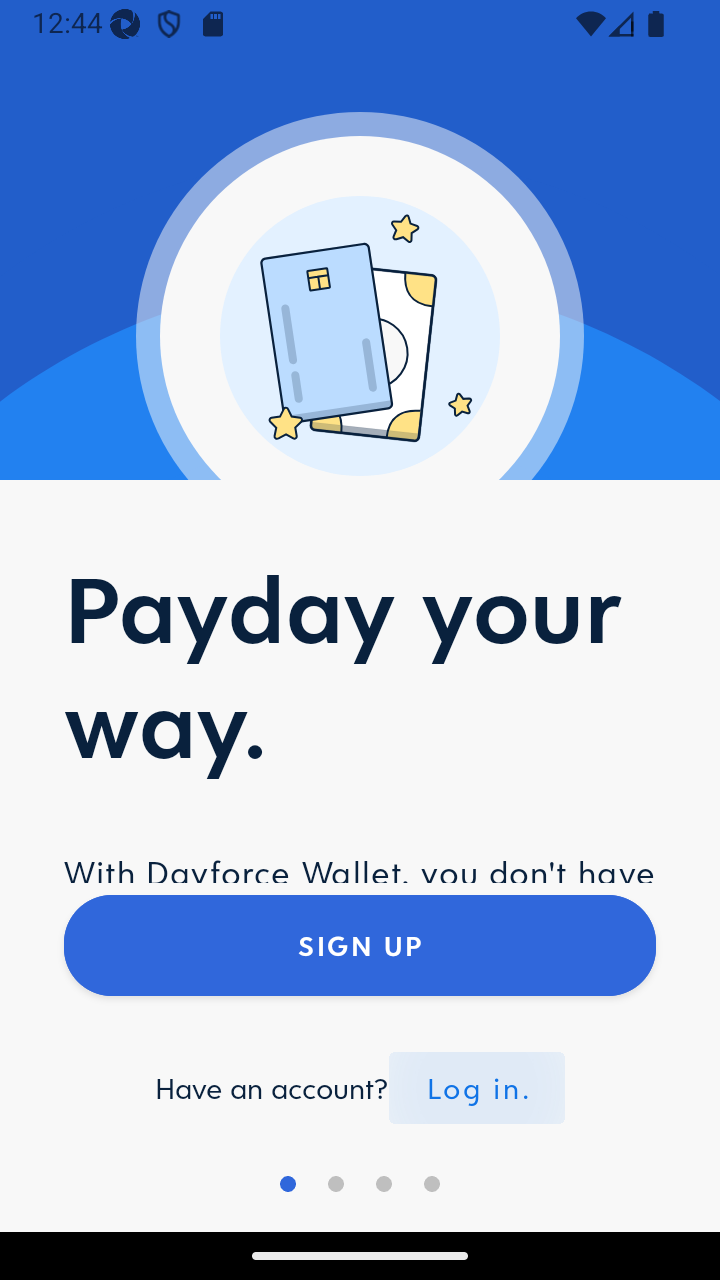 12:44
Payday your
way.
With Dayforce Wallet, you don't have
SIGN UP
Have an account? Log in.